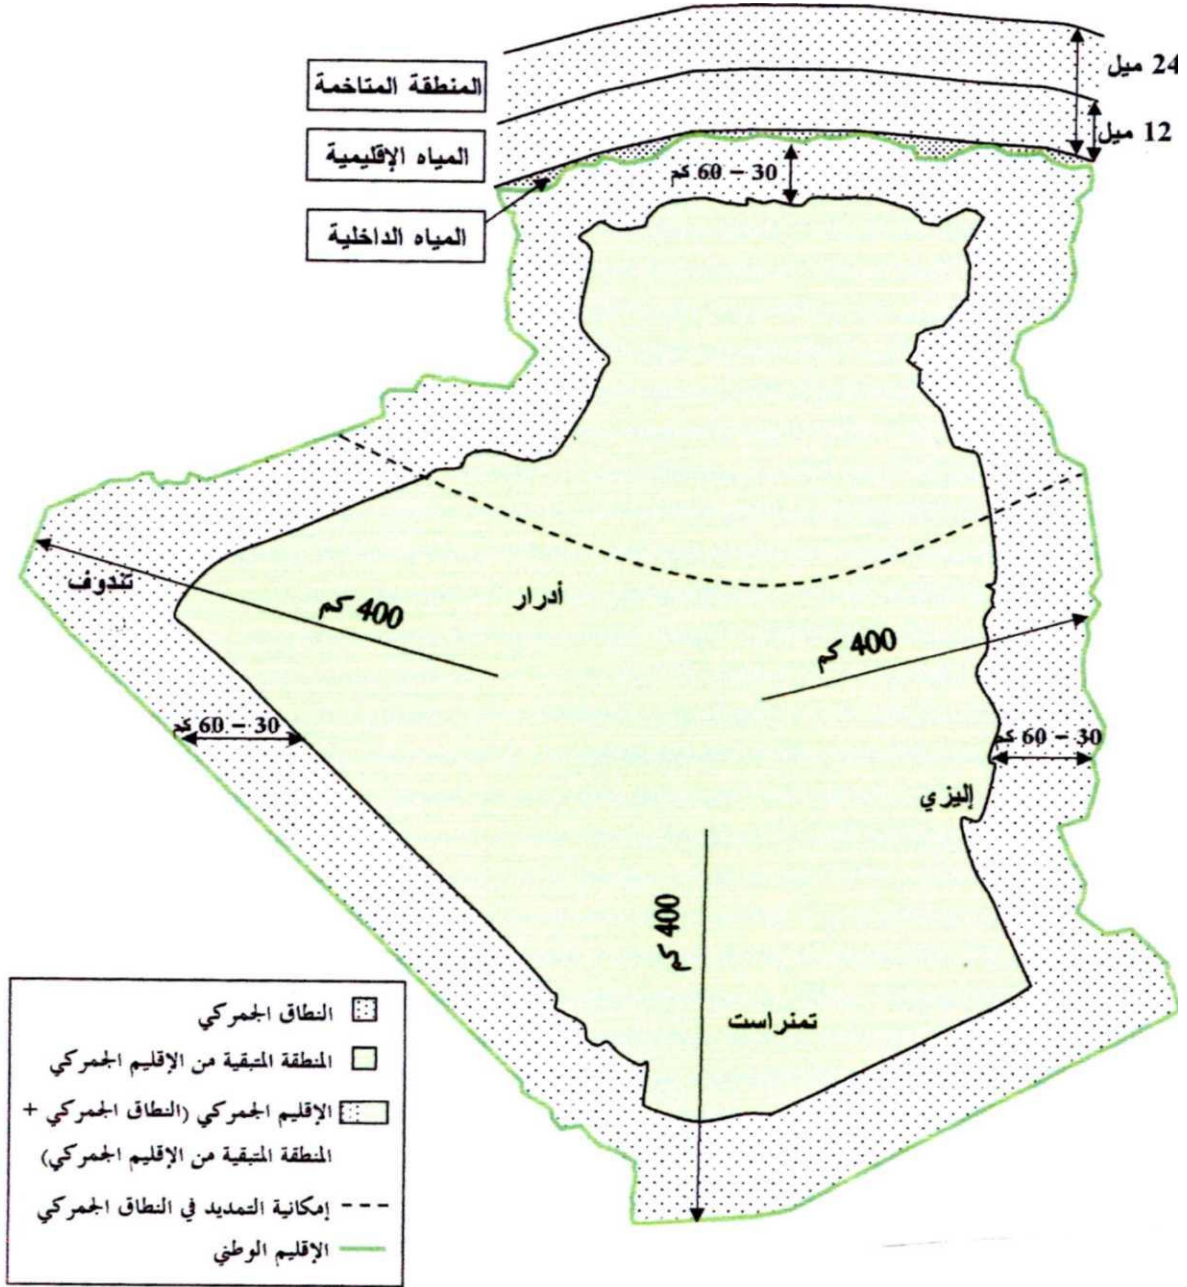 24 ميل
المنطقة المتاخمة
12 ميل
المياه الإقليمية
30 – 60 كم
المياه الداخلية
تندوف
400 كم
أدرار
400 كم
30 – 60 كم
30 – 60 كم
إليزي
400 كم
تمنراست
النطاق الجمركي
المنطقة المتبقية من الإقليم الجمركي
الإقليم الجمركي (النطاق الجمركي +
المنطقة المتبقية من الإقليم الجمركي)
إمكانية التمديد في النطاق الجمركي
الإقليم الوطني